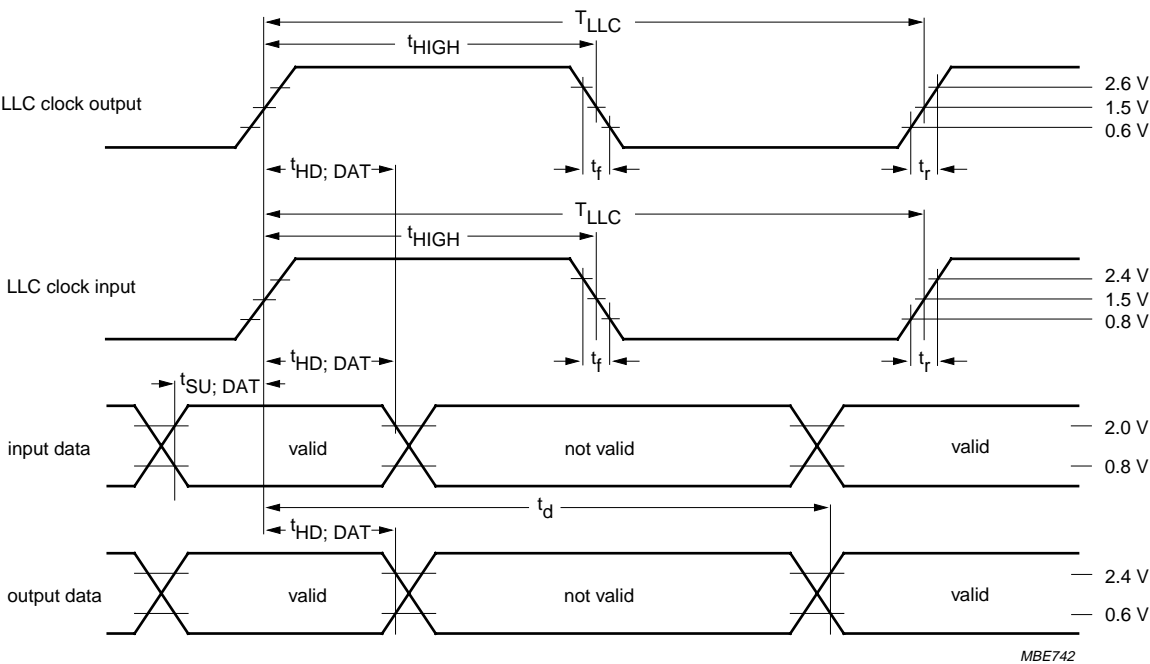 TLLC
tHIGH
LLC clock output
2.6 V
1.5 V
0.6 V
tHD; DAT
tf
tr
TLLC
tHIGH
LLC clock input
2.4 V
1.5 V
0.8 V
tHD; DAT
tf
tr
tSU; DAT
input data
valid
not valid
valid
2.0 V
0.8 V
td
tHD; DAT
output data
valid
not valid
valid
2.4 V
0.6 V
MBE742